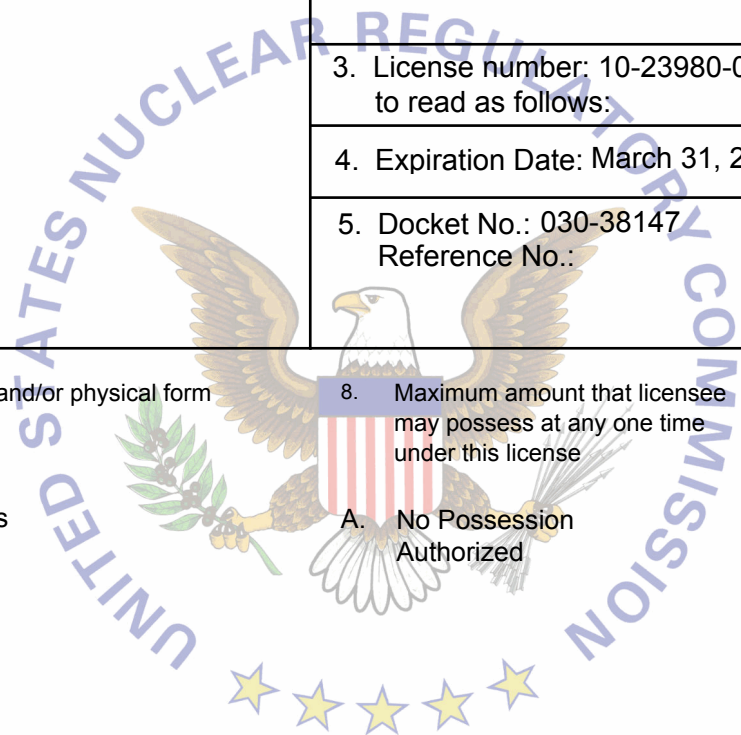 UNITED STATES NUCLEAR REGULATORY COMMISSION
3. License number: 10-23980-0
to read as follows:
4. Expiration Date: March 31, 2
5. Docket No.: 030-38147
Reference No.:
and/or physical form
8. Maximum amount that licensee
may possess at any one time
under this license
s
A. No Possession
Authorized